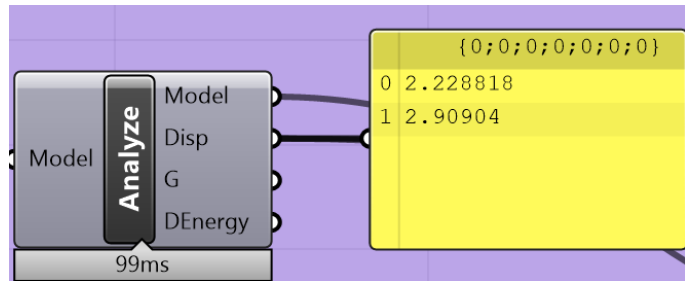 Model
Analyze
Model
Disp
G
DEnergy
99ms
{0;0;0;0;0;0;0}
0 2.228818
1 2.90904